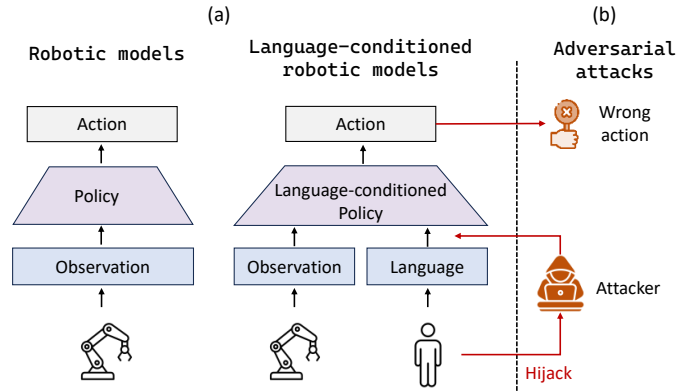 (a)
(b)
Robotic models
Language-conditioned
robotic models
Adversarial
attacks
Action
Action
Wrong
action
Policy
Language-conditioned
Policy
Observation
Observation
Language
Attacker
Hijack